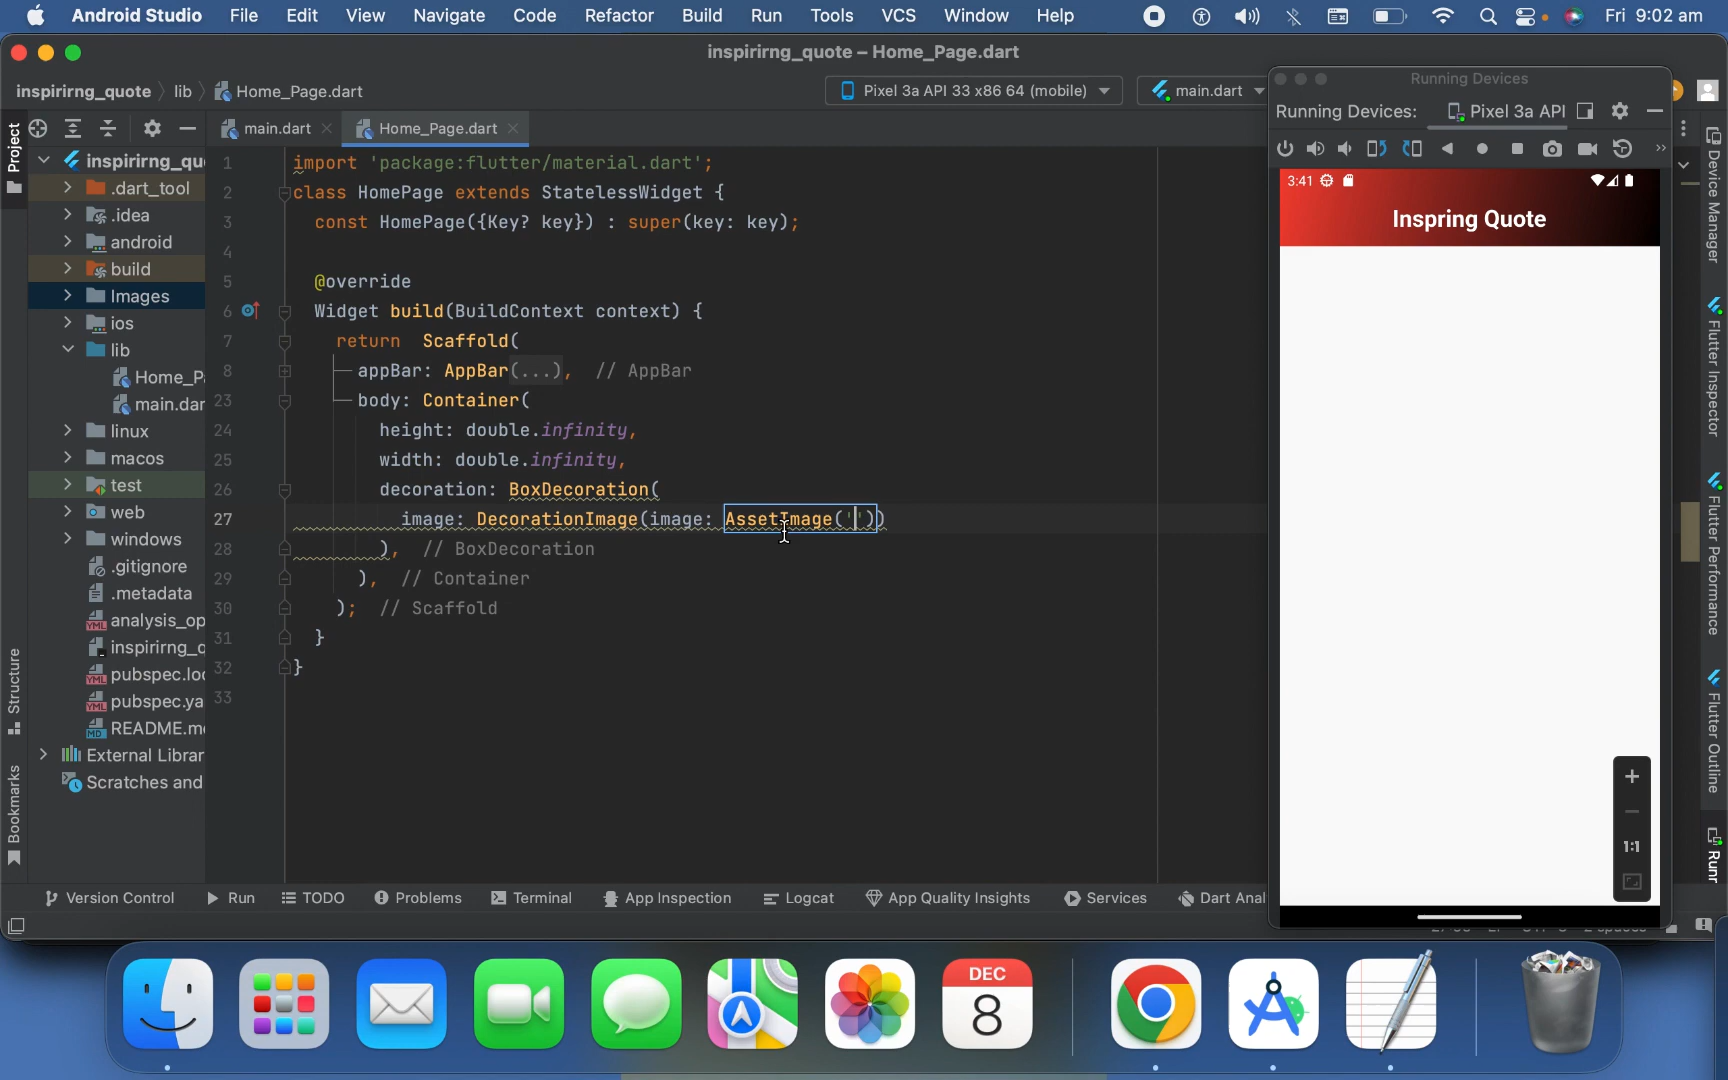 Android Studio File Edit View Navigate Code Refactor Build Run Tools VCS Window Help Fri 9:02 am
inspirirng_quote – Home_Page.dart
inspirirng_quote lib Home_Page.dart Pixel 3a API 33 x86 64 (mobile) main.dart
Running Devices
Running Devices: Pixel 3a API
Project
main.dart Home_Page.dart
inspirirng_qu
.dart_tool
.idea
android
build
Images
ios
lib
Home_P
main.dar
linux
macos
test
web
windows
.gitignore
.metadata
analysis_op
inspirirng_q
pubspec.loc
pubspec.ya
README.m
External Librar
Scratches and
Structure
Bookmarks
1 import 'package:flutter/material.dart';
2 class HomePage extends StatelessWidget {
3 const HomePage({Key? key}) : super(key: key);
4
5 @override
6 Widget build(BuildContext context) {
7 return Scaffold(
8 appBar: AppBar(...), // AppBar
23 body: Container(
24 height: double.infinity,
25 width: double.infinity,
26 decoration: BoxDecoration(
27 image: DecorationImage(image: AssetImage(''))
28 ), // BoxDecoration
29 ), // Container
30 ); // Scaffold
31 }
32 }
33
3:41
Inspring Quote
1:1
Device Manager
Flutter Inspector
Flutter Performance
Flutter Outline
Runr
Version Control Run TODO Problems Terminal App Inspection Logcat App Quality Insights Services Dart Anal
DEC
8